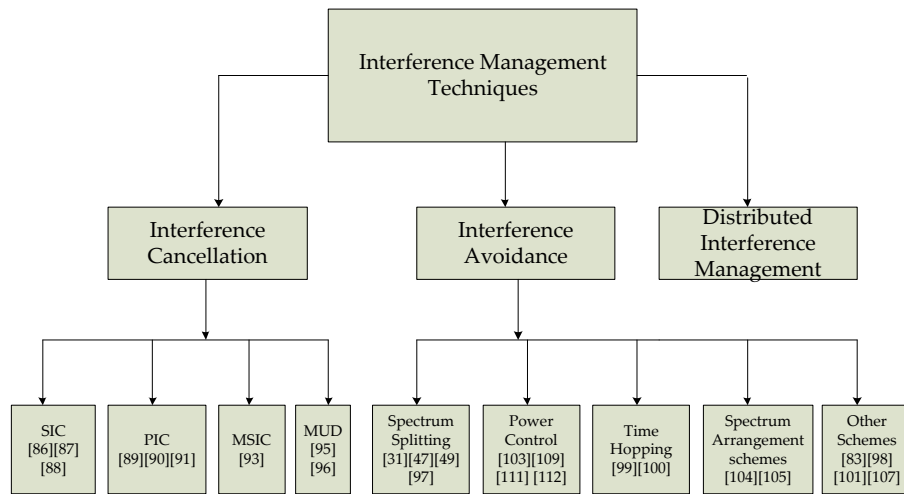 Interference Management
Techniques
Interference
Cancellation
Interference
Avoidance
Distributed
Interference
Management
SIC
[86][87]
[88]
PIC
[89][90][91]
MSIC
[93]
MUD
[95]
[96]
Spectrum
Splitting
[31][47][49]
[97]
Power
Control
[103][109]
[111] [112]
Time
Hopping
[99][100]
Spectrum
Arrangement
schemes
[104][105]
Other
Schemes
[83][98]
[101][107]